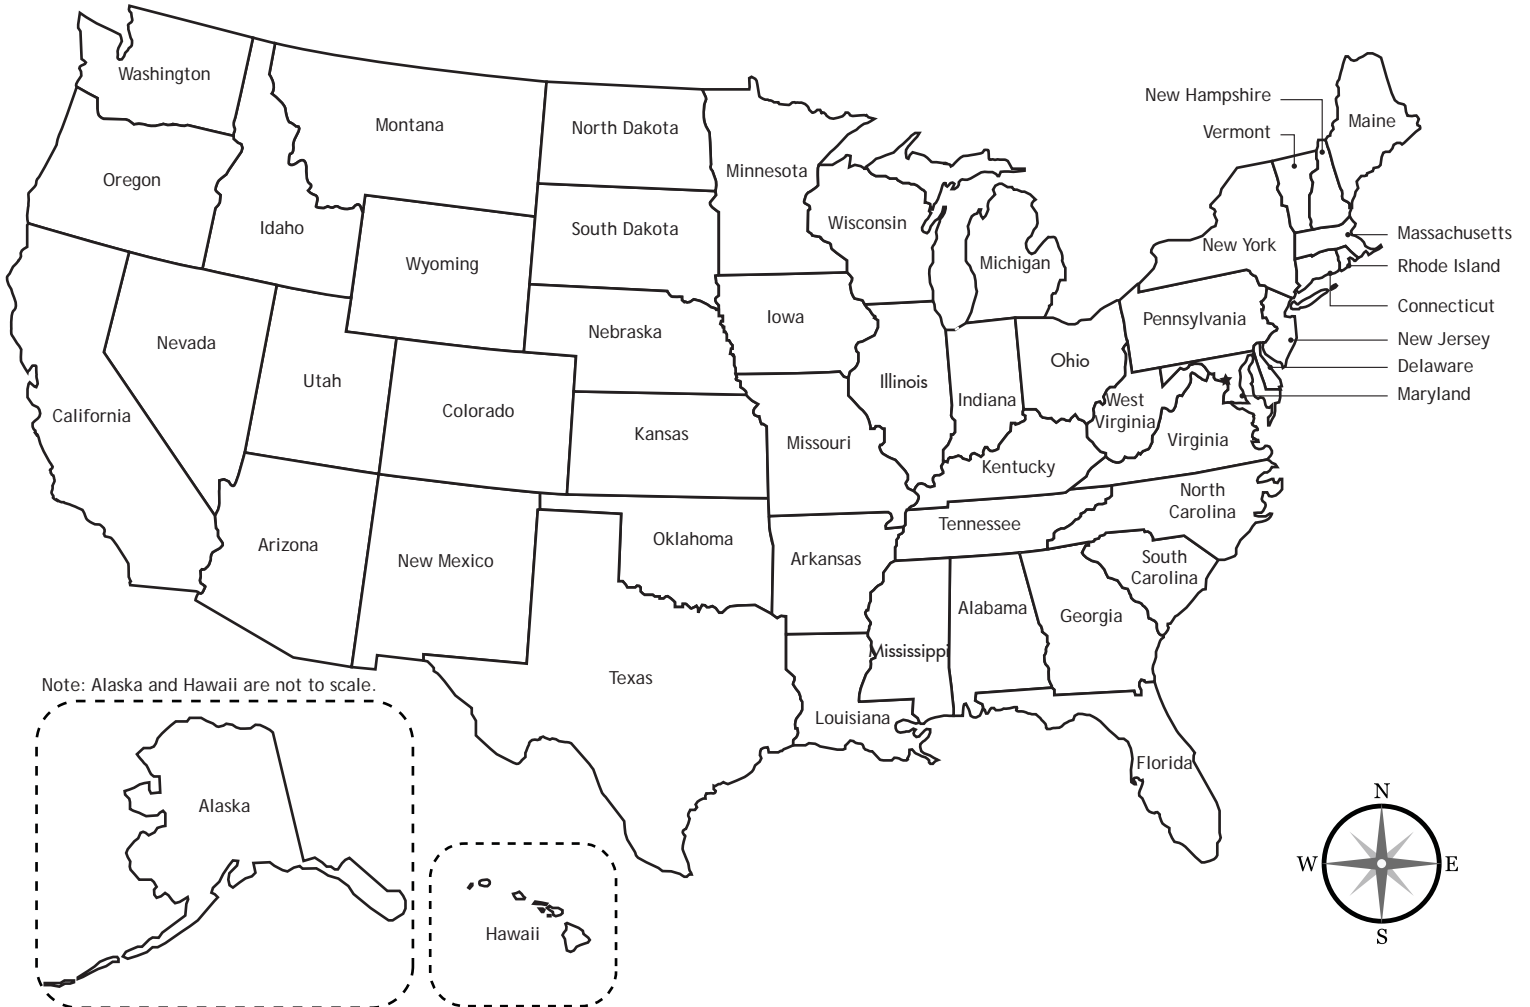 Washington
Montana
North Dakota
Minnesota
New Hampshire
Vermont
Maine
Oregon
Idaho
Wyoming
South Dakota
Wisconsin
Michigan
New York
Massachusetts
Rhode Island
Connecticut
New Jersey
Delaware
Maryland
Nevada
Utah
Colorado
Nebraska
Iowa
Illinois
Indiana
Ohio
Pennsylvania
California
Kansas
Missouri
Kentucky
West
Virginia
Virginia
Arizona
New Mexico
Oklahoma
Arkansas
Tennessee
North
Carolina
South
Carolina
Texas
Louisiana
Mississippi
Alabama
Georgia
Florida
Note: Alaska and Hawaii are not to scale.
Alaska
Hawaii
N
W
E
S